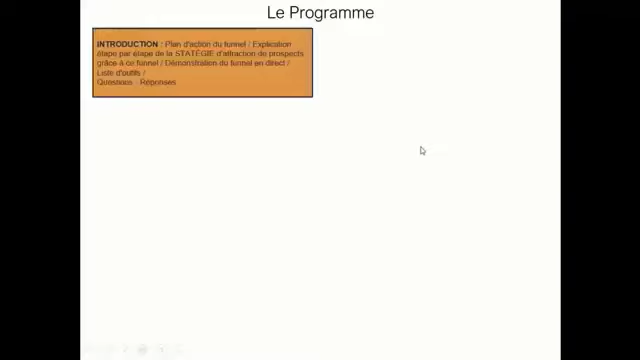 Le Programme
INTRODUCTION : Plan d'action du funnel / Explication
étape par étape de la STATÉGIE d'attraction de prospects
grâce à ce funnel / Démonstration du funnel en direct /
Liste d'outils /
Questions - Réponses